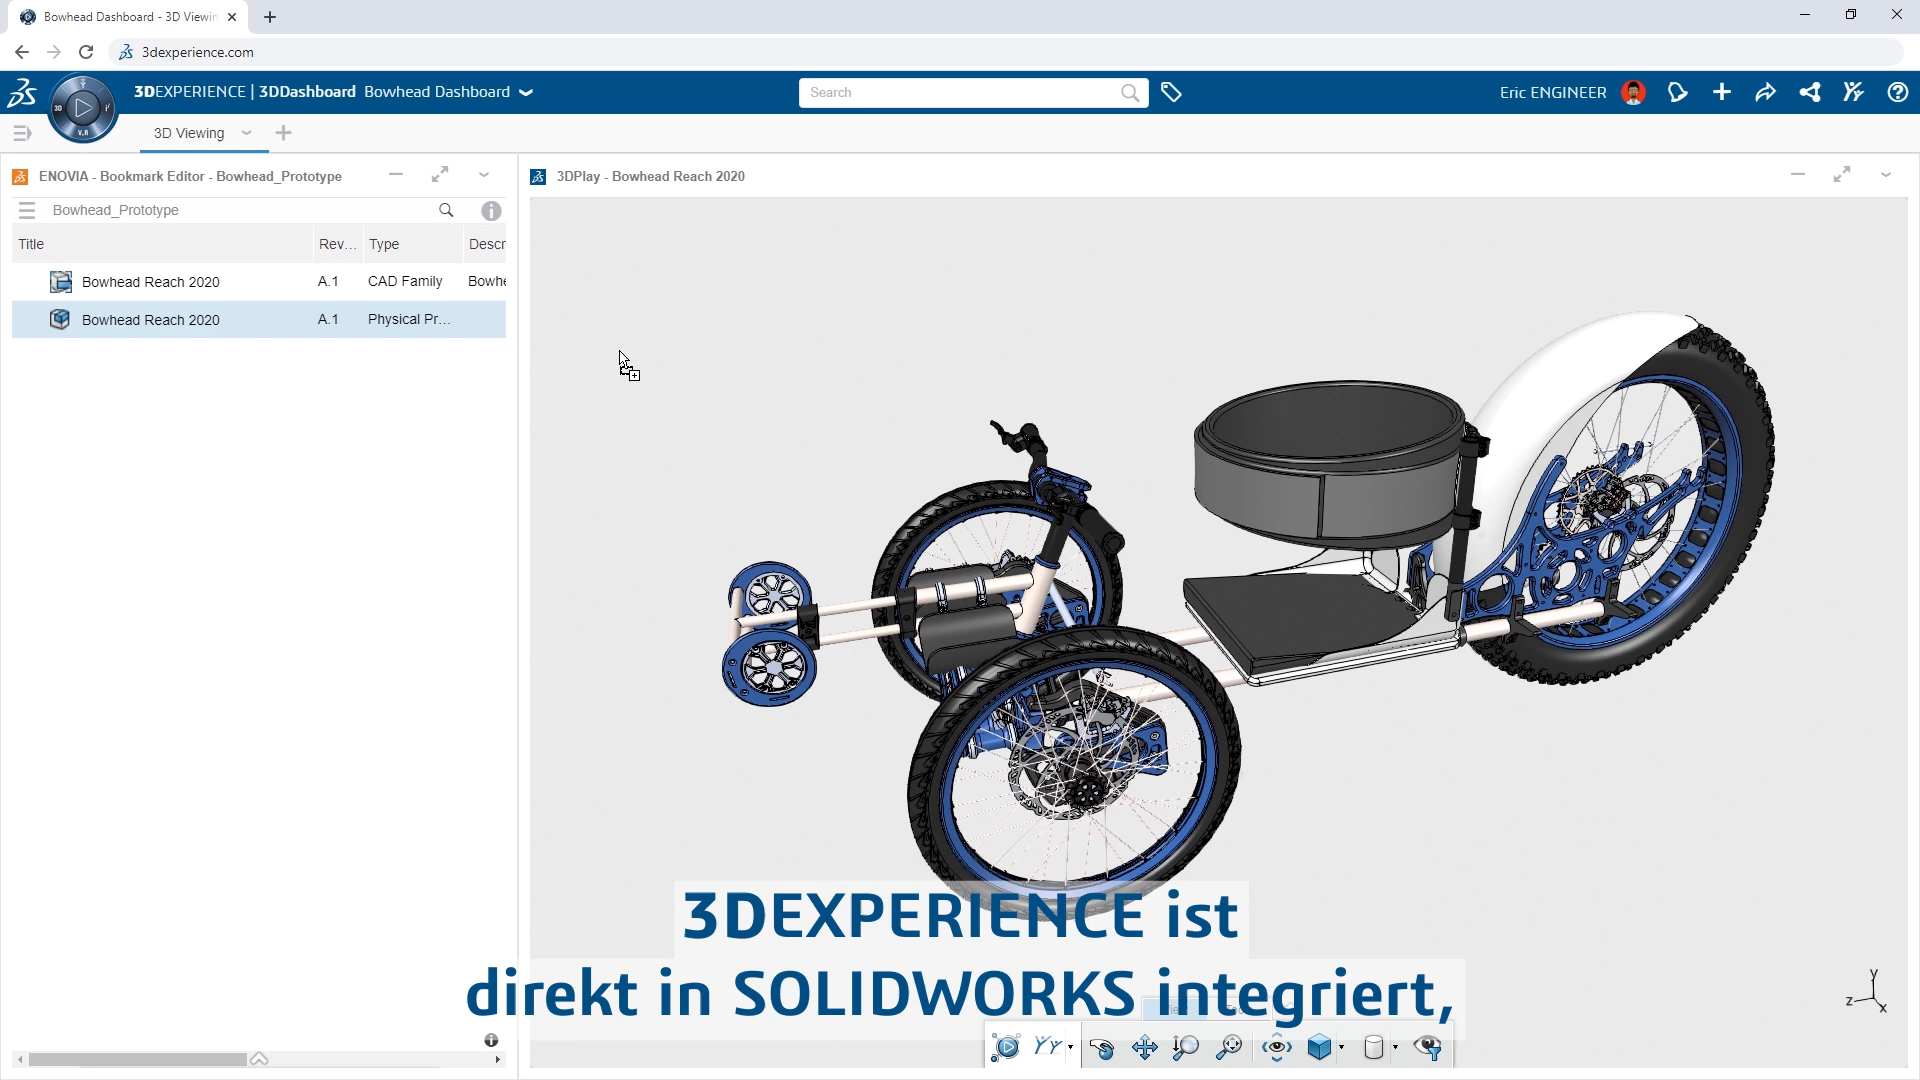 Bowhead Dashboard - 3D Viewin
3dexperience.com
3DEXPERIENCE | 3DDashboard Bowhead Dashboard
Search
Eric ENGINEER
3D
V.R
3D Viewing
ENOVIA - Bookmark Editor - Bowhead_Prototype
3DPlay - Bowhead Reach 2020
Bowhead_Prototype
Title Rev... Type Descr
Bowhead Reach 2020 A.1 CAD Family Bowhe
Bowhead Reach 2020 A.1 Physical Pr...
3DEXPERIENCE ist
direkt in SOLIDWORKS integriert,
y
z
x